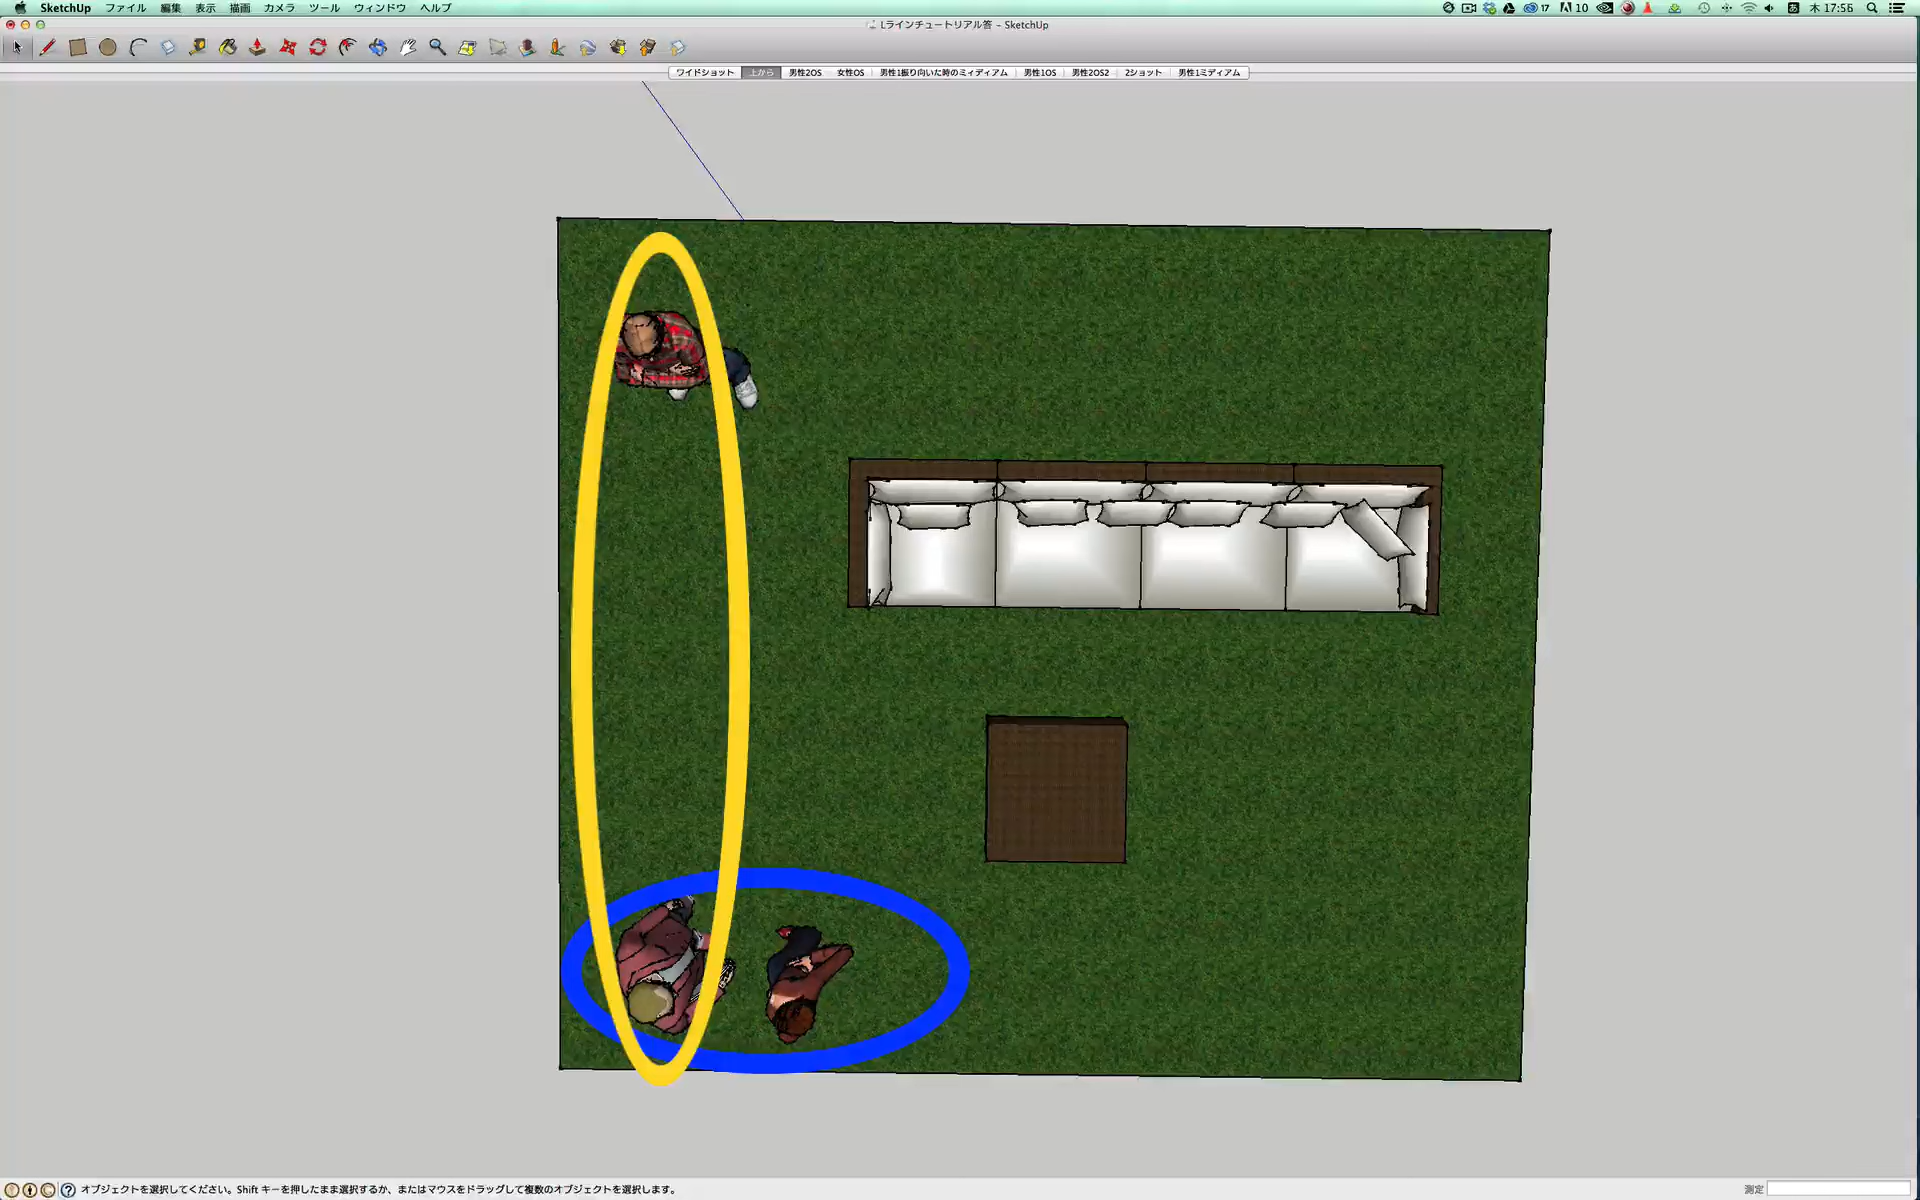 SketchUp ファイル 編集 表示 描画 カメラ ツール ウィンドウ ヘルプ 17 10 あ 木 17:56
Lラインチュートリアル答 - SketchUp
ワイドショット 上から 男性2OS 女性OS 男性1振り向いた時のミィディアム 男性1OS 男性2OS2 2ショット 男性1ミディアム
オブジェクトを選択してください。Shift キーを押したまま選択するか、またはマウスをドラッグして複数のオブジェクトを選択します。 測定